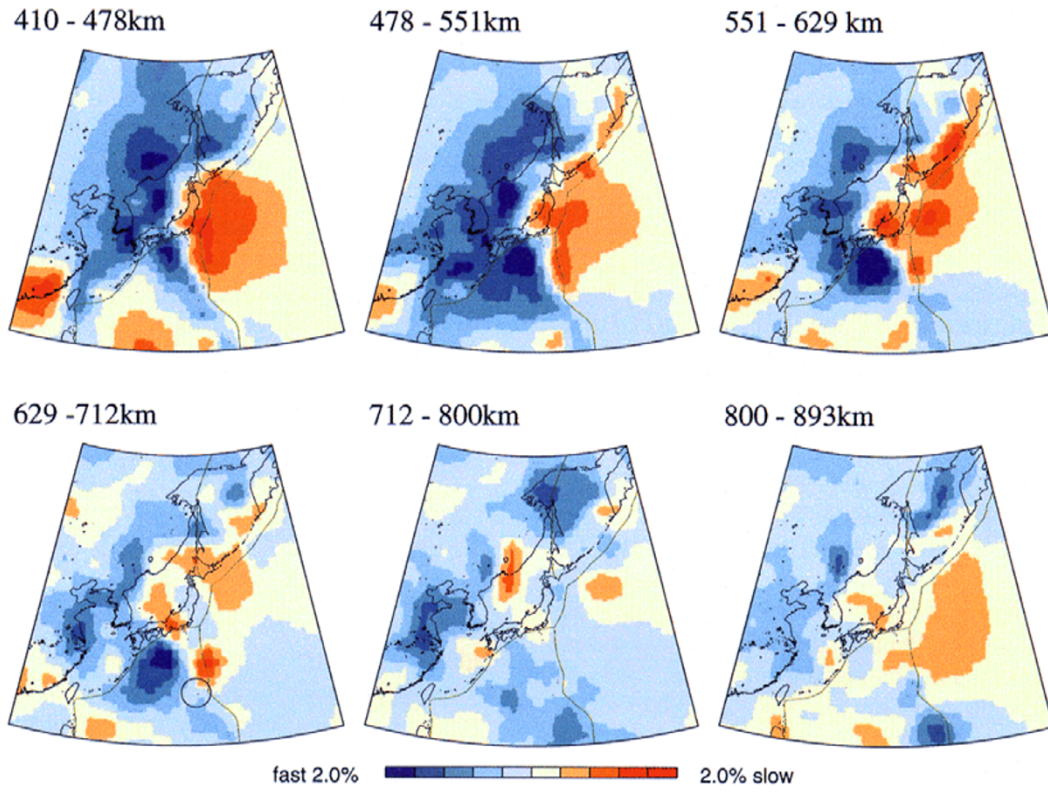 410 - 478km
478 - 551km
551 - 629 km
629 -712km
712 - 800km
800 - 893km
fast 2.0%
2.0% slow